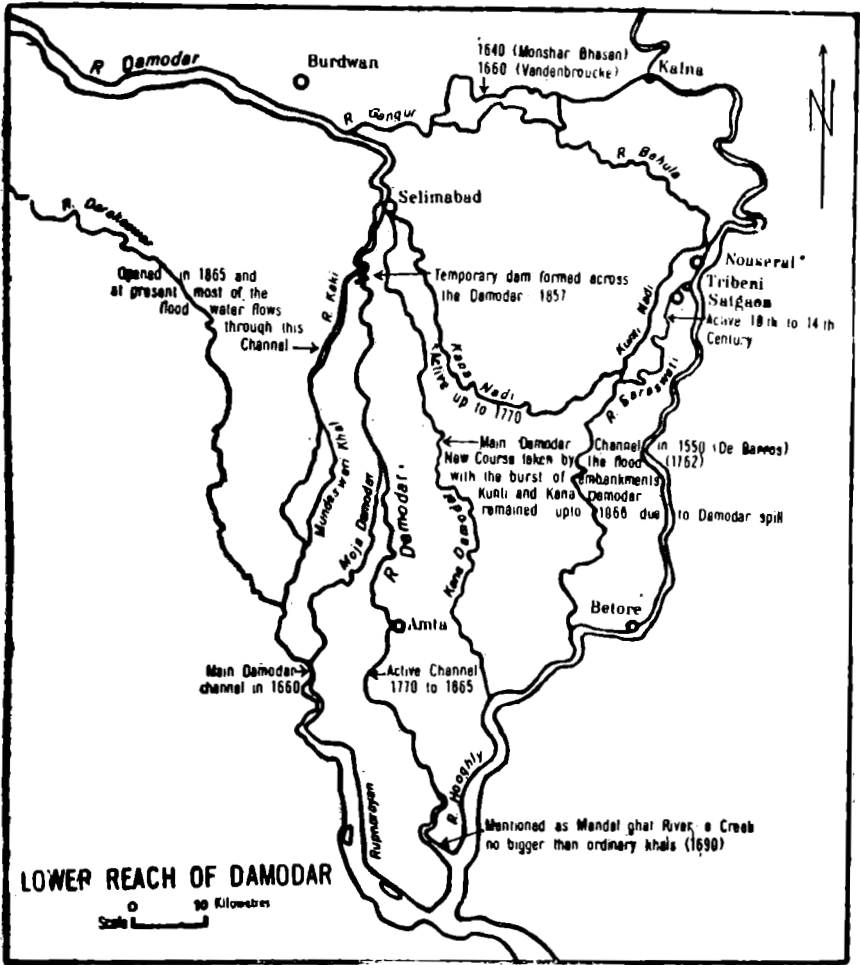 R Damodar
Burdwan
1640 (Monshar Bhasan)
1660 (Vandenbroucke)
Kalna
N
R Gangur
R Behula
Selimabad
R. Darakeswar
Opened in 1865 and
at present most of the
flood water flows
through this
Channel
R. Kaki
Temporary dam formed across
the Damodar 1857
Nouserai
Tribeni
Satgaon
Active 10th to 14th
Century
Kunti Nadi
R. Saraswati
Kana Nadi
Active up to 1770
Main Damodar Channel in 1550 (De Barros)
New Course taken by the flood (1762)
with the burst of embankments
Kunti and Kana Damodar
remained upto 1866 due to Damodar spill
Mundeswari Khal
Moja Damodar
R Damodar
Kana Damodar
Amta
Betore
Main Damodar
channel in 1660
Active Channel
1770 to 1865
Rupnarayan
R. Hooghly
Mentioned as Mandal ghat River, a Creek
no bigger than ordinary khals (1690)
LOWER REACH OF DAMODAR
0 10 Kilometres
Scale